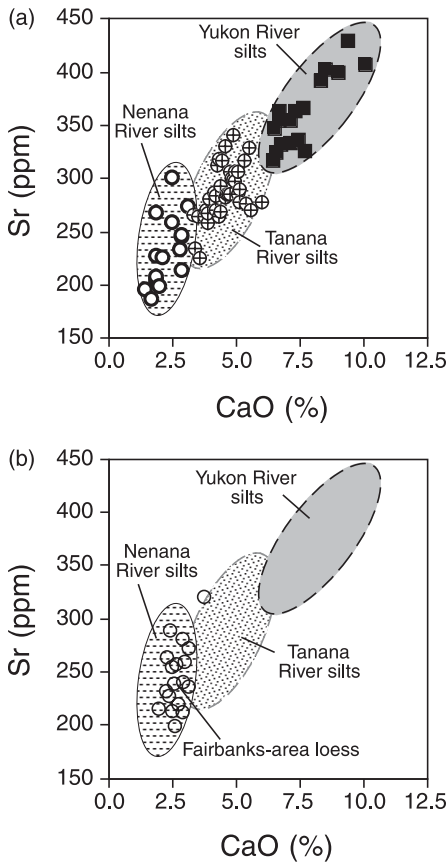 (a)
450
400
350
300
250
200
150
Sr (ppm)
Yukon River
silts
Nenana
River silts
Tanana
River silts
0.0 2.5 5.0 7.5 10.0 12.5
CaO (%)
(b)
450
400
350
300
250
200
150
Sr (ppm)
Yukon River
silts
Nenana
River silts
Tanana
River silts
Fairbanks-area loess
0.0 2.5 5.0 7.5 10.0 12.5
CaO (%)